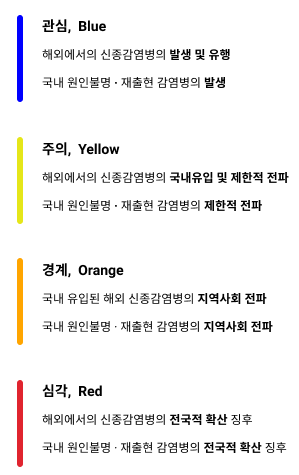 관심, Blue
해외에서의 신종감염병의 발생 및 유행
국내 원인불명 · 재출현 감염병의 발생
주의, Yellow
해외에서의 신종감염병의 국내유입 및 제한적 전파
국내 원인불명 · 재출현 감염병의 제한적 전파
경계, Orange
국내 유입된 해외 신종감염병의 지역사회 전파
국내 원인불명 · 재출현 감염병의 지역사회 전파
심각, Red
해외에서의 신종감염병의 전국적 확산 징후
국내 원인불명 · 재출현 감염병의 전국적 확산 징후